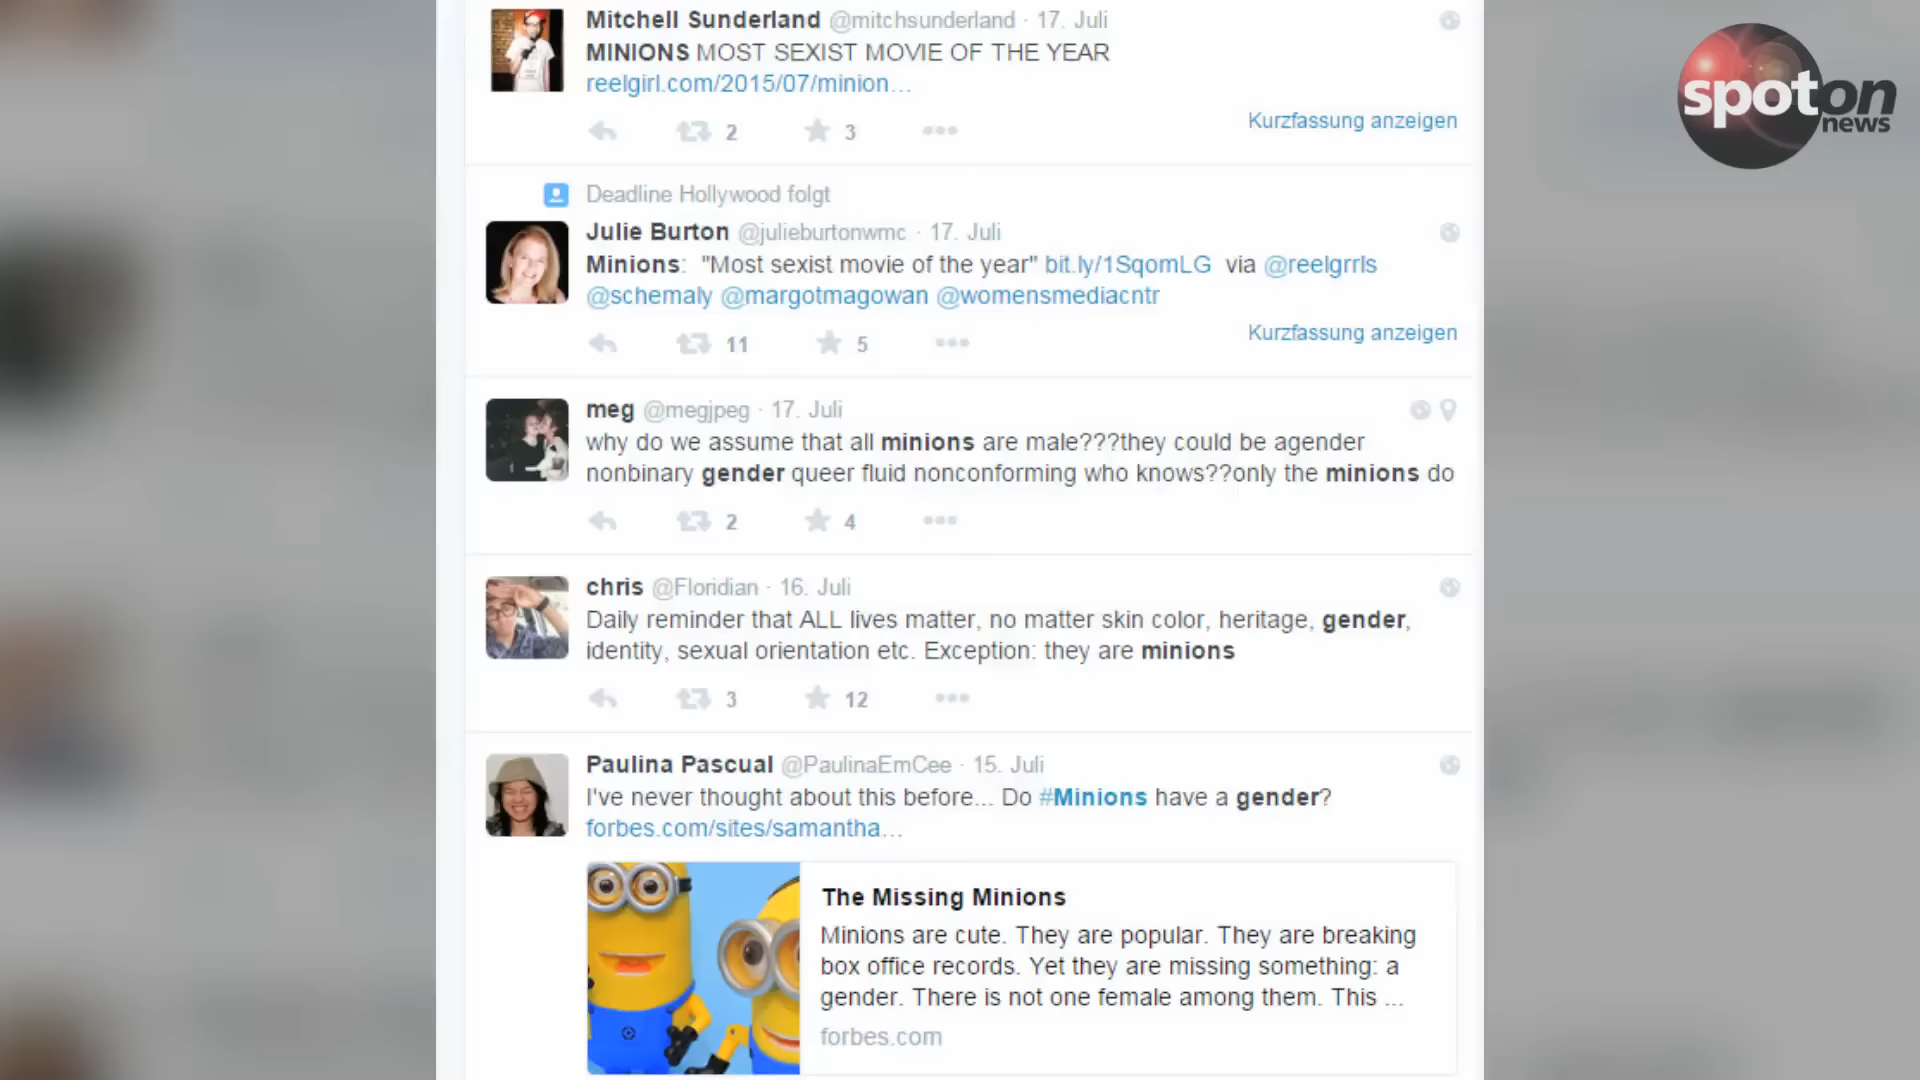 Mitchell Sunderland @mitchsunderland · 17. Juli
MINIONS MOST SEXIST MOVIE OF THE YEAR
reelgirl.com/2015/07/minion...
2 3
Kurzfassung anzeigen
Deadline Hollywood folgt
Julie Burton @julieburtonwmc · 17. Juli
Minions: "Most sexist movie of the year" bit.ly/1SqomLG via @reelgrrls
@schemaly @margotmagowan @womensmediacntr
Kurzfassung anzeigen
11 5
meg @megjpeg · 17. Juli
why do we assume that all minions are male???they could be agender
nonbinary gender queer fluid nonconforming who knows??only the minions do
2 4
chris @Floridian · 16. Juli
Daily reminder that ALL lives matter, no matter skin color, heritage, gender,
identity, sexual orientation etc. Exception: they are minions
3 12
Paulina Pascual @PaulinaEmCee · 15. Juli
I've never thought about this before... Do #Minions have a gender?
forbes.com/sites/samantha...
The Missing Minions
Minions are cute. They are popular. They are breaking
box office records. Yet they are missing something: a
gender. There is not one female among them. This ...
forbes.com
spoton
news